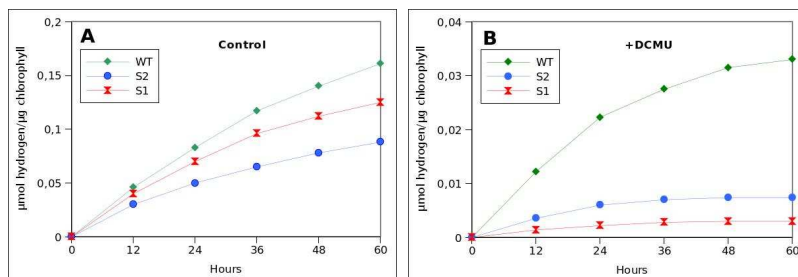 A
Control
WT
S2
S1
µmol hydrogen/µg chlorophyll
0,2
0,15
0,1
0,05
0
0 12 24 36 48 60
Hours
B
+DCMU
WT
S2
S1
µmol hydrogen/µg chlorophyll
0,04
0,03
0,02
0,01
0
0 12 24 36 48 60
Hours